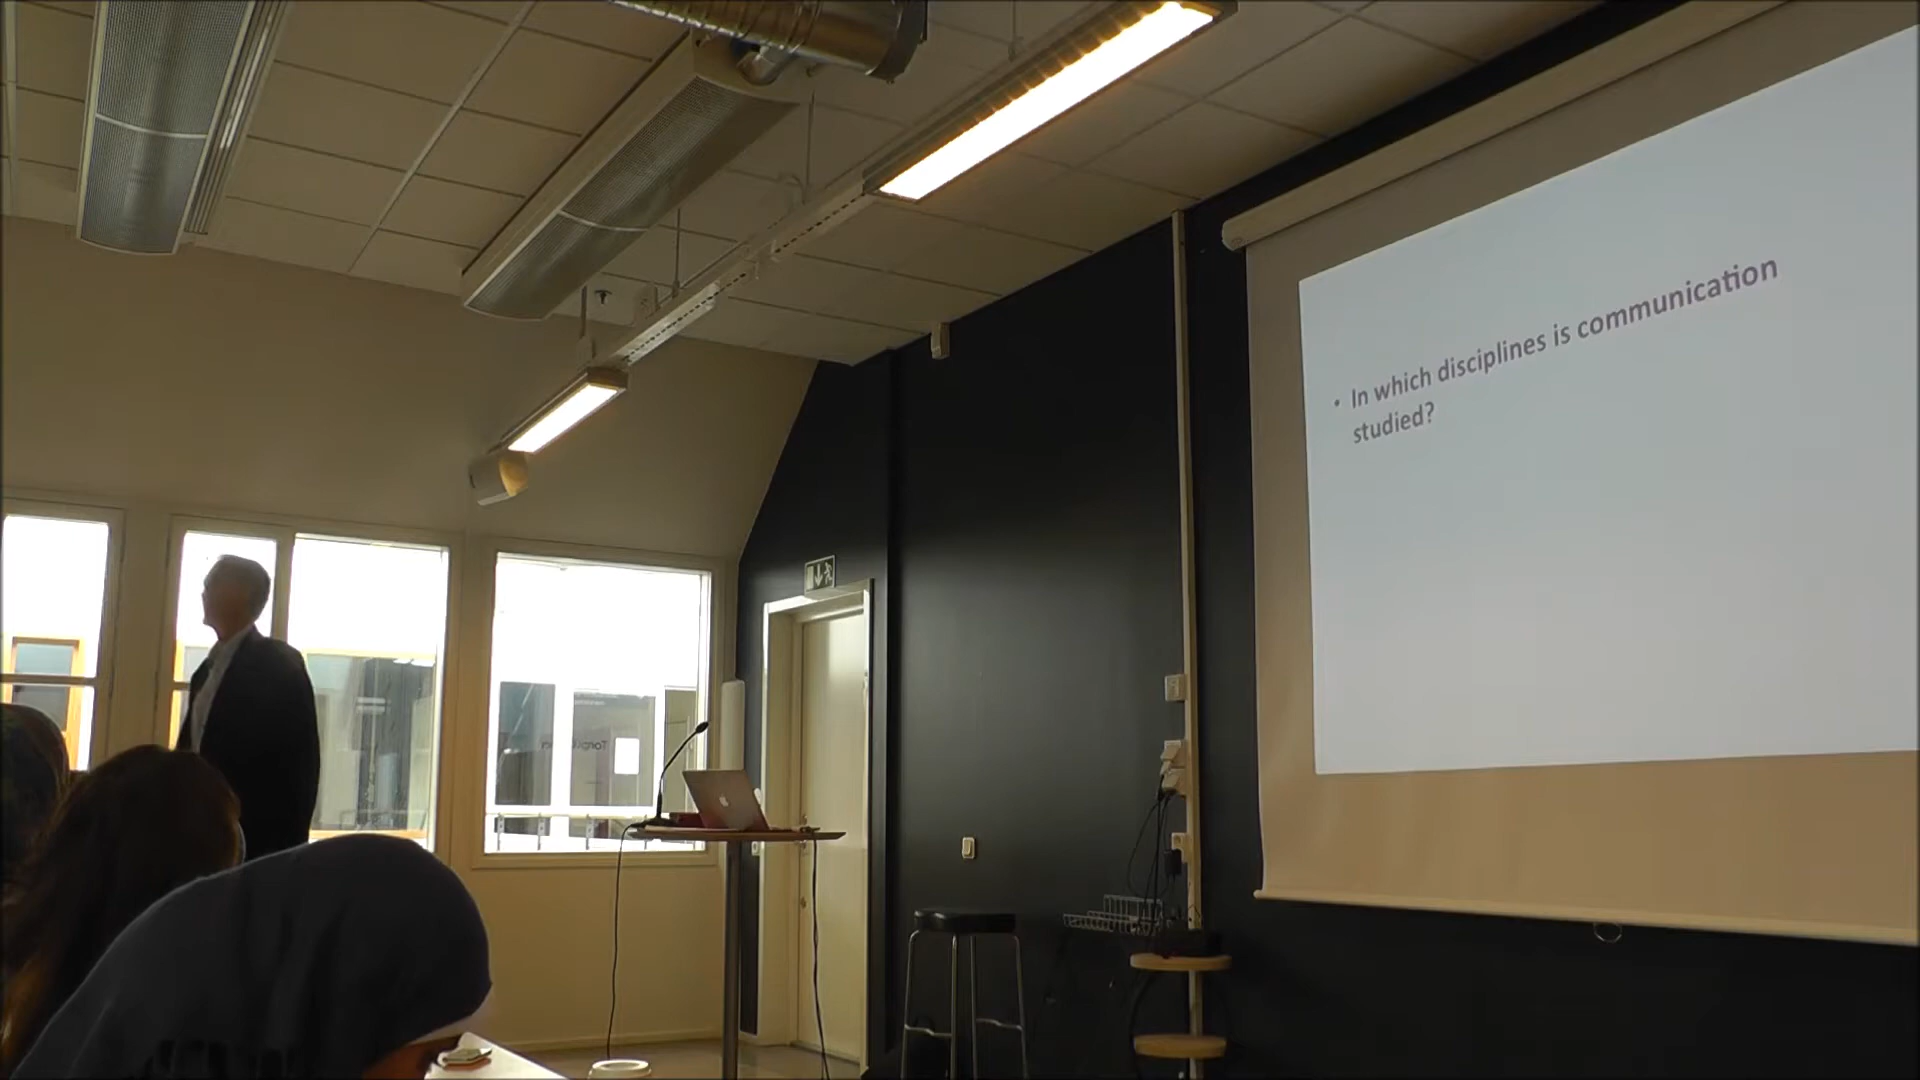 • In which disciplines is communication
studied?